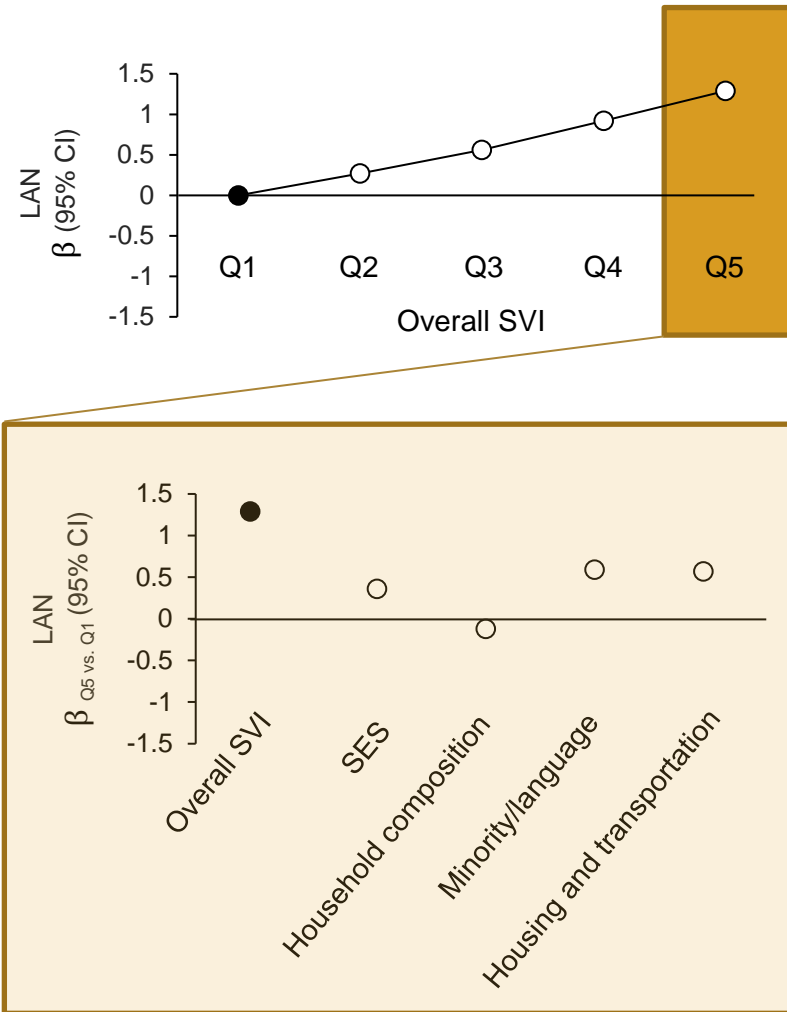 1.5
1
0.5
0
-0.5
-1
-1.5
LAN
β (95% CI)
Q1 Q2 Q3 Q4 Q5
Overall SVI
1.5
1
0.5
0
-0.5
-1
-1.5
LAN
β Q5 vs. Q1 (95% CI)
Overall SVI
SES
Household composition
Minority/language
Housing and transportation